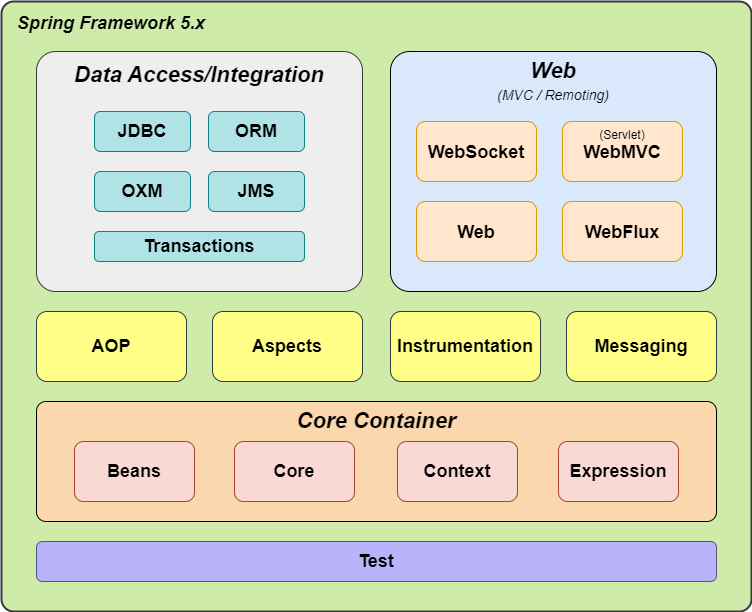 Spring Framework 5.x
Data Access/Integration
JDBC
ORM
OXM
JMS
Transactions
Web
(MVC / Remoting)
WebSocket
(Servlet)
WebMVC
Web
WebFlux
AOP
Aspects
Instrumentation
Messaging
Core Container
Beans
Core
Context
Expression
Test